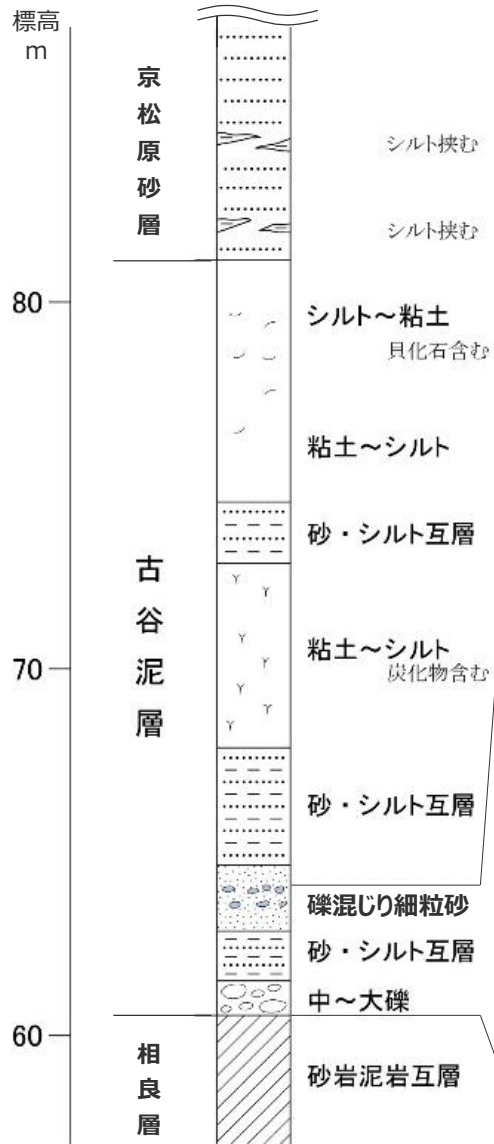 標高
m
京松原砂層
シルト挟む
シルト挟む
80
シルト～粘土
貝化石含む
粘土～シルト
砂・シルト互層
古谷泥層
粘土～シルト
炭化物含む
70
砂・シルト互層
礫混じり細粒砂
砂・シルト互層
中～大礫
60
相良層
砂岩泥岩互層